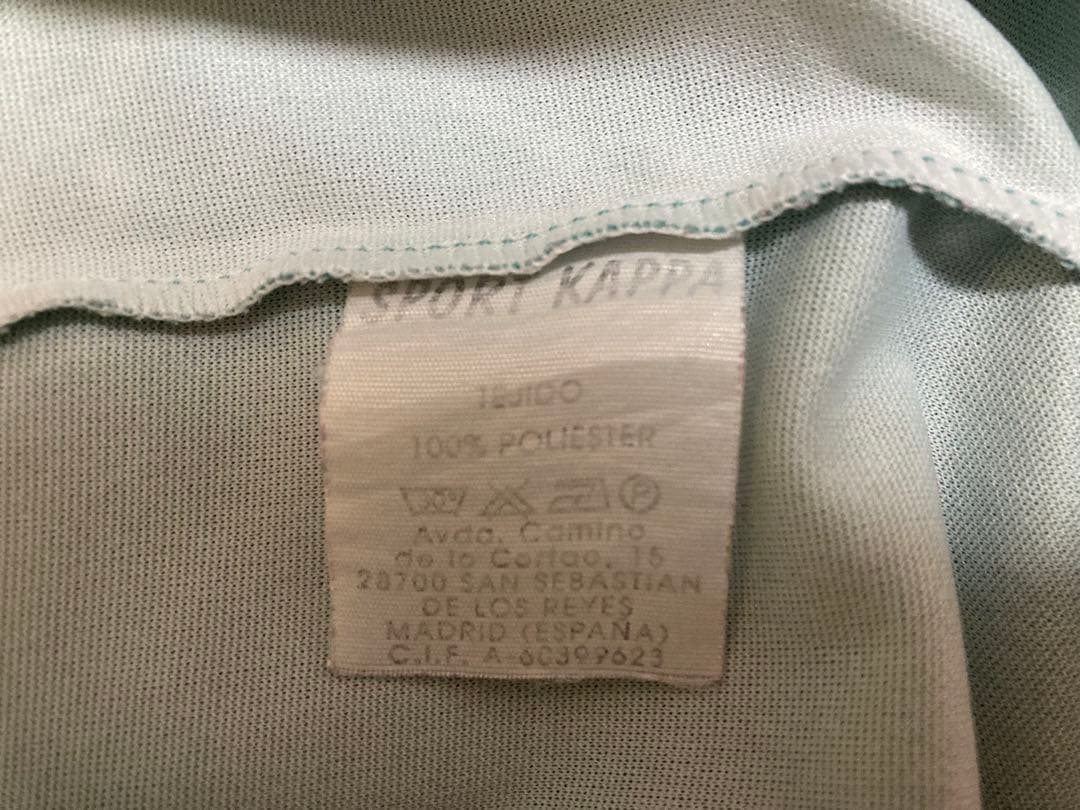 SPORT KAPPA
TEJIDO
100% POLIESTER
P
Avda. Camino
de lo Cortao, 15
28700 SAN SEBASTIAN
DE LOS REYES
MADRID (ESPAÑA)
C.I.F. A-60399623